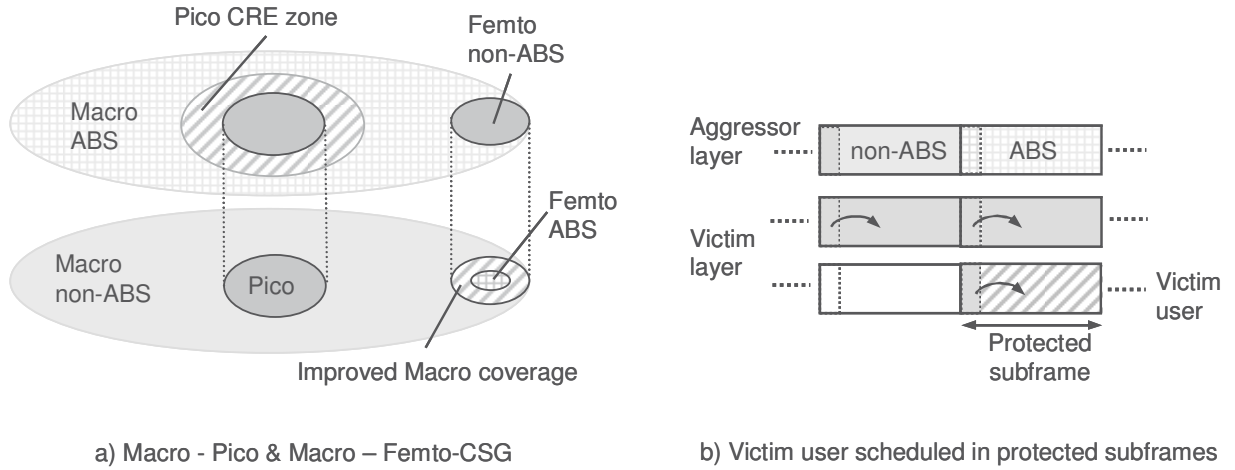 Pico CRE zone
Femto
non-ABS
Macro
ABS
Femto
ABS
Macro
non-ABS
Pico
Improved Macro coverage
a) Macro - Pico & Macro – Femto-CSG
Aggressor
layer
non-ABS
ABS
Victim
layer
Victim
user
Protected
subframe
b) Victim user scheduled in protected subframes